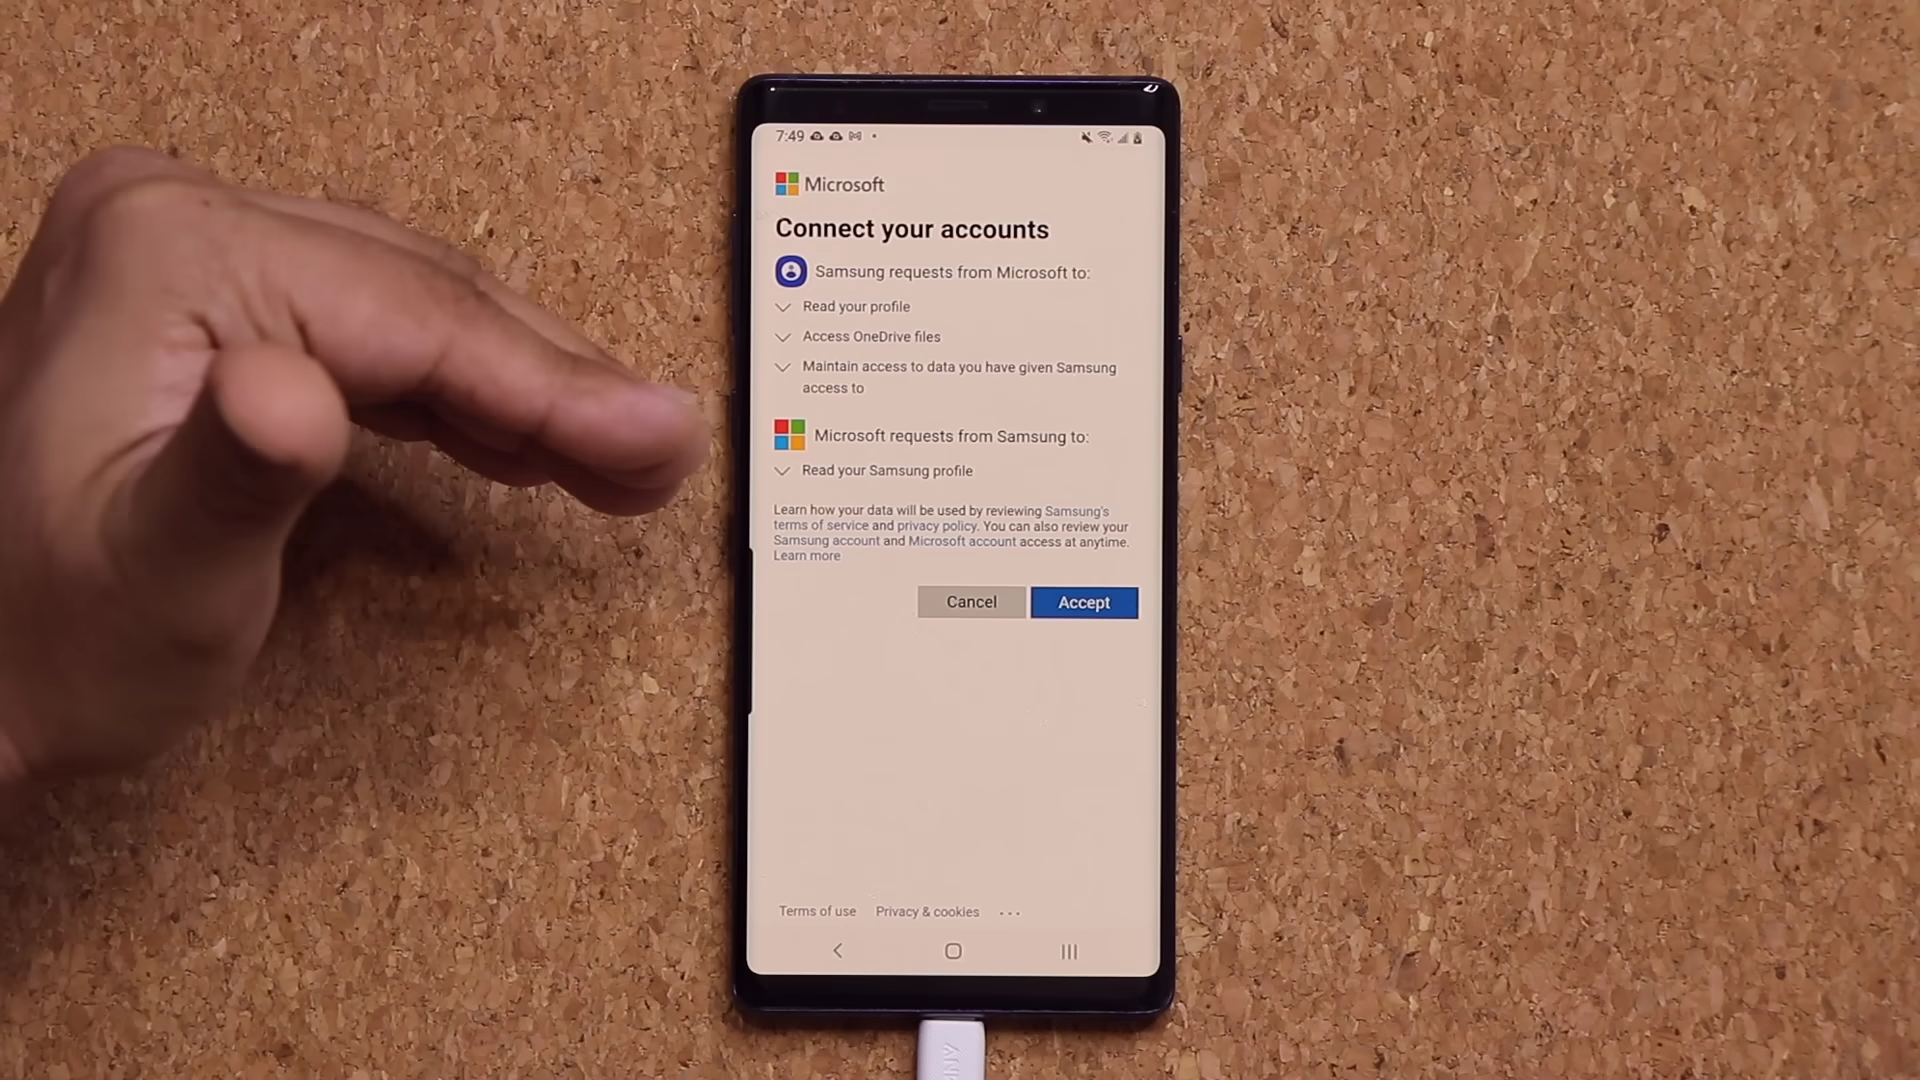 7:49
Microsoft
Connect your accounts
Samsung requests from Microsoft to:
Read your profile
Access OneDrive files
Maintain access to data you have given Samsung
access to
Microsoft requests from Samsung to:
Read your Samsung profile
Learn how your data will be used by reviewing Samsung's
terms of service and privacy policy. You can also review your
Samsung account and Microsoft account access at anytime.
Learn more
Cancel Accept
Terms of use Privacy & cookies ...